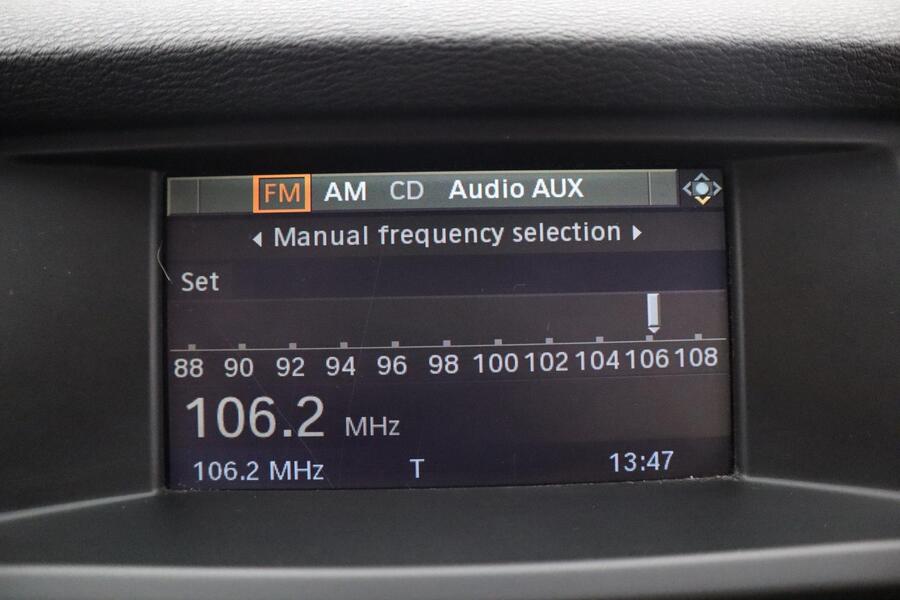 FM AM CD Audio AUX
Manual frequency selection
Set
88 90 92 94 96 98 100 102 104 106 108
106.2 MHz
106.2 MHz T 13:47